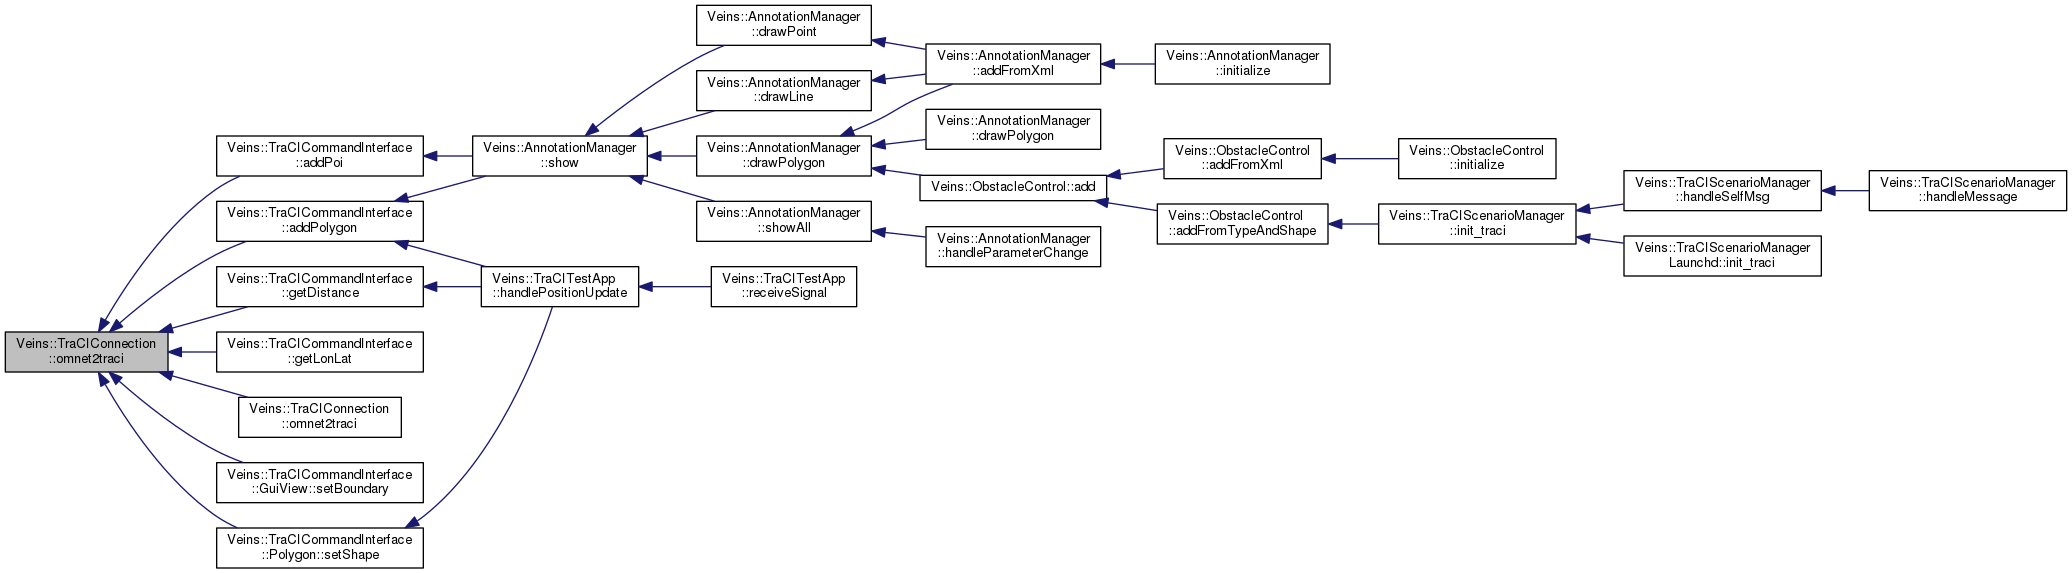 Veins::TraCIConnection
::omnet2traci
Veins::TraCICommandInterface
::addPoi
Veins::TraCICommandInterface
::addPolygon
Veins::TraCICommandInterface
::getDistance
Veins::TraCICommandInterface
::getLonLat
Veins::TraCIConnection
::omnet2traci
Veins::TraCICommandInterface
::GuiView::setBoundary
Veins::TraCICommandInterface
::Polygon::setShape
Veins::AnnotationManager
::show
Veins::TraCITestApp
::handlePositionUpdate
Veins::AnnotationManager
::drawPoint
Veins::AnnotationManager
::drawLine
Veins::AnnotationManager
::drawPolygon
Veins::AnnotationManager
::showAll
Veins::TraCITestApp
::receiveSignal
Veins::AnnotationManager
::addFromXml
Veins::AnnotationManager
::drawPolygon
Veins::ObstacleControl::add
Veins::AnnotationManager
::handleParameterChange
Veins::AnnotationManager
::initialize
Veins::ObstacleControl
::addFromXml
Veins::ObstacleControl
::addFromTypeAndShape
Veins::ObstacleControl
::initialize
Veins::TraCIScenarioManager
::init_traci
Veins::TraCIScenarioManager
::handleSelfMsg
Veins::TraCIScenarioManager
Launchd::init_traci
Veins::TraCIScenarioManager
::handleMessage